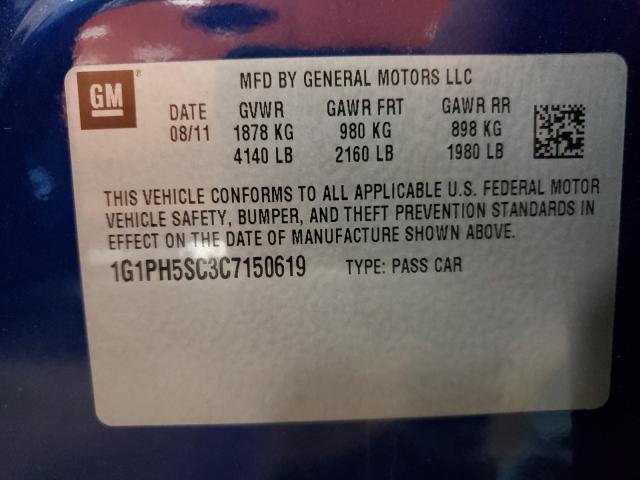 GM®
MFD BY GENERAL MOTORS LLC
DATE GVWR GAWR FRT GAWR RR
08/11 1878 KG 980 KG 898 KG
4140 LB 2160 LB 1980 LB
THIS VEHICLE CONFORMS TO ALL APPLICABLE U.S. FEDERAL MOTOR
VEHICLE SAFETY, BUMPER, AND THEFT PREVENTION STANDARDS IN
EFFECT ON THE DATE OF MANUFACTURE SHOWN ABOVE.
1G1PH5SC3C7150619 TYPE: PASS CAR